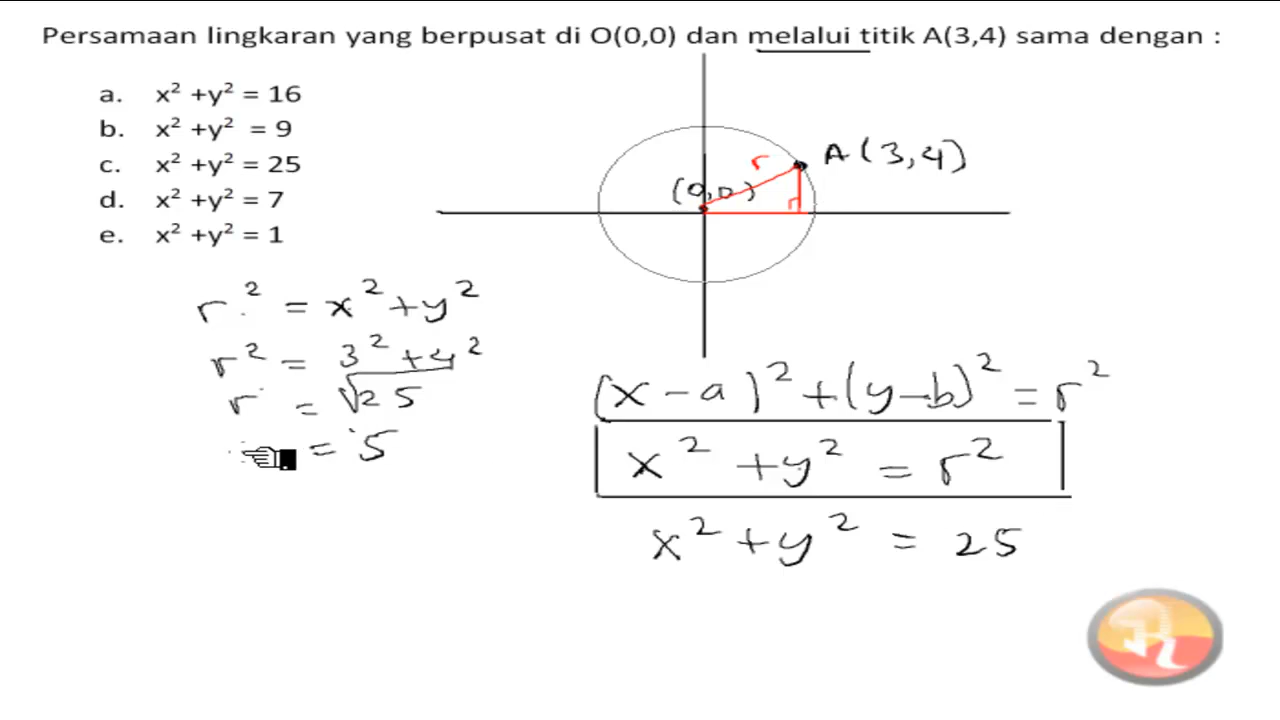 Persamaan lingkaran yang berpusat di O(0,0) dan melalui titik A(3,4) sama dengan :
a. x² +y² = 16
b. x² +y² = 9
c. x² +y² = 25
d. x² +y² = 7
e. x² +y² = 1
r
A(3,4)
(0,0)
r² = x² + y²
r² = 3² + 4²
r = √25
= 5
(x - a)² + (y - b)² = r²
x² + y² = r²
x² + y² = 25